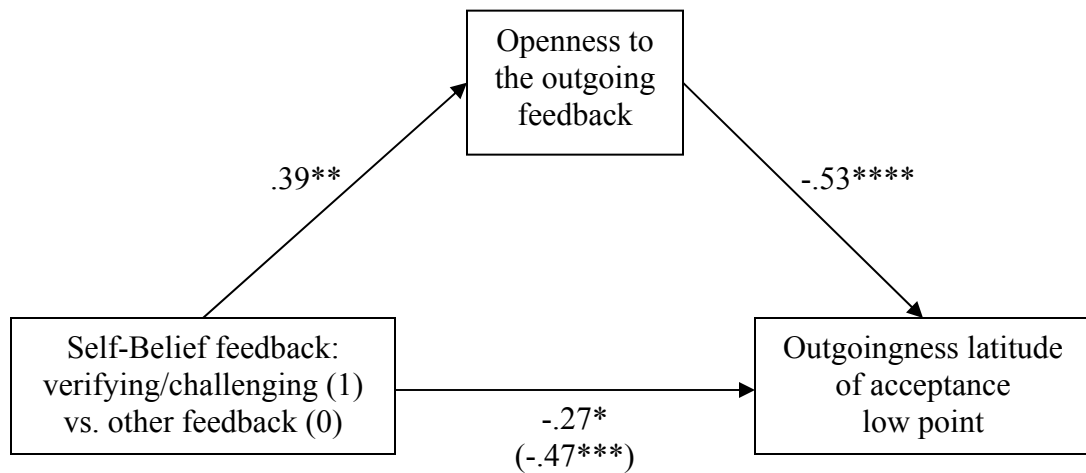 Openness to
the outgoing
feedback
.39**
-.53****
Self-Belief feedback:
verifying/challenging (1)
vs. other feedback (0)
Outgoingness latitude
of acceptance
low point
-.27*
(-.47***)